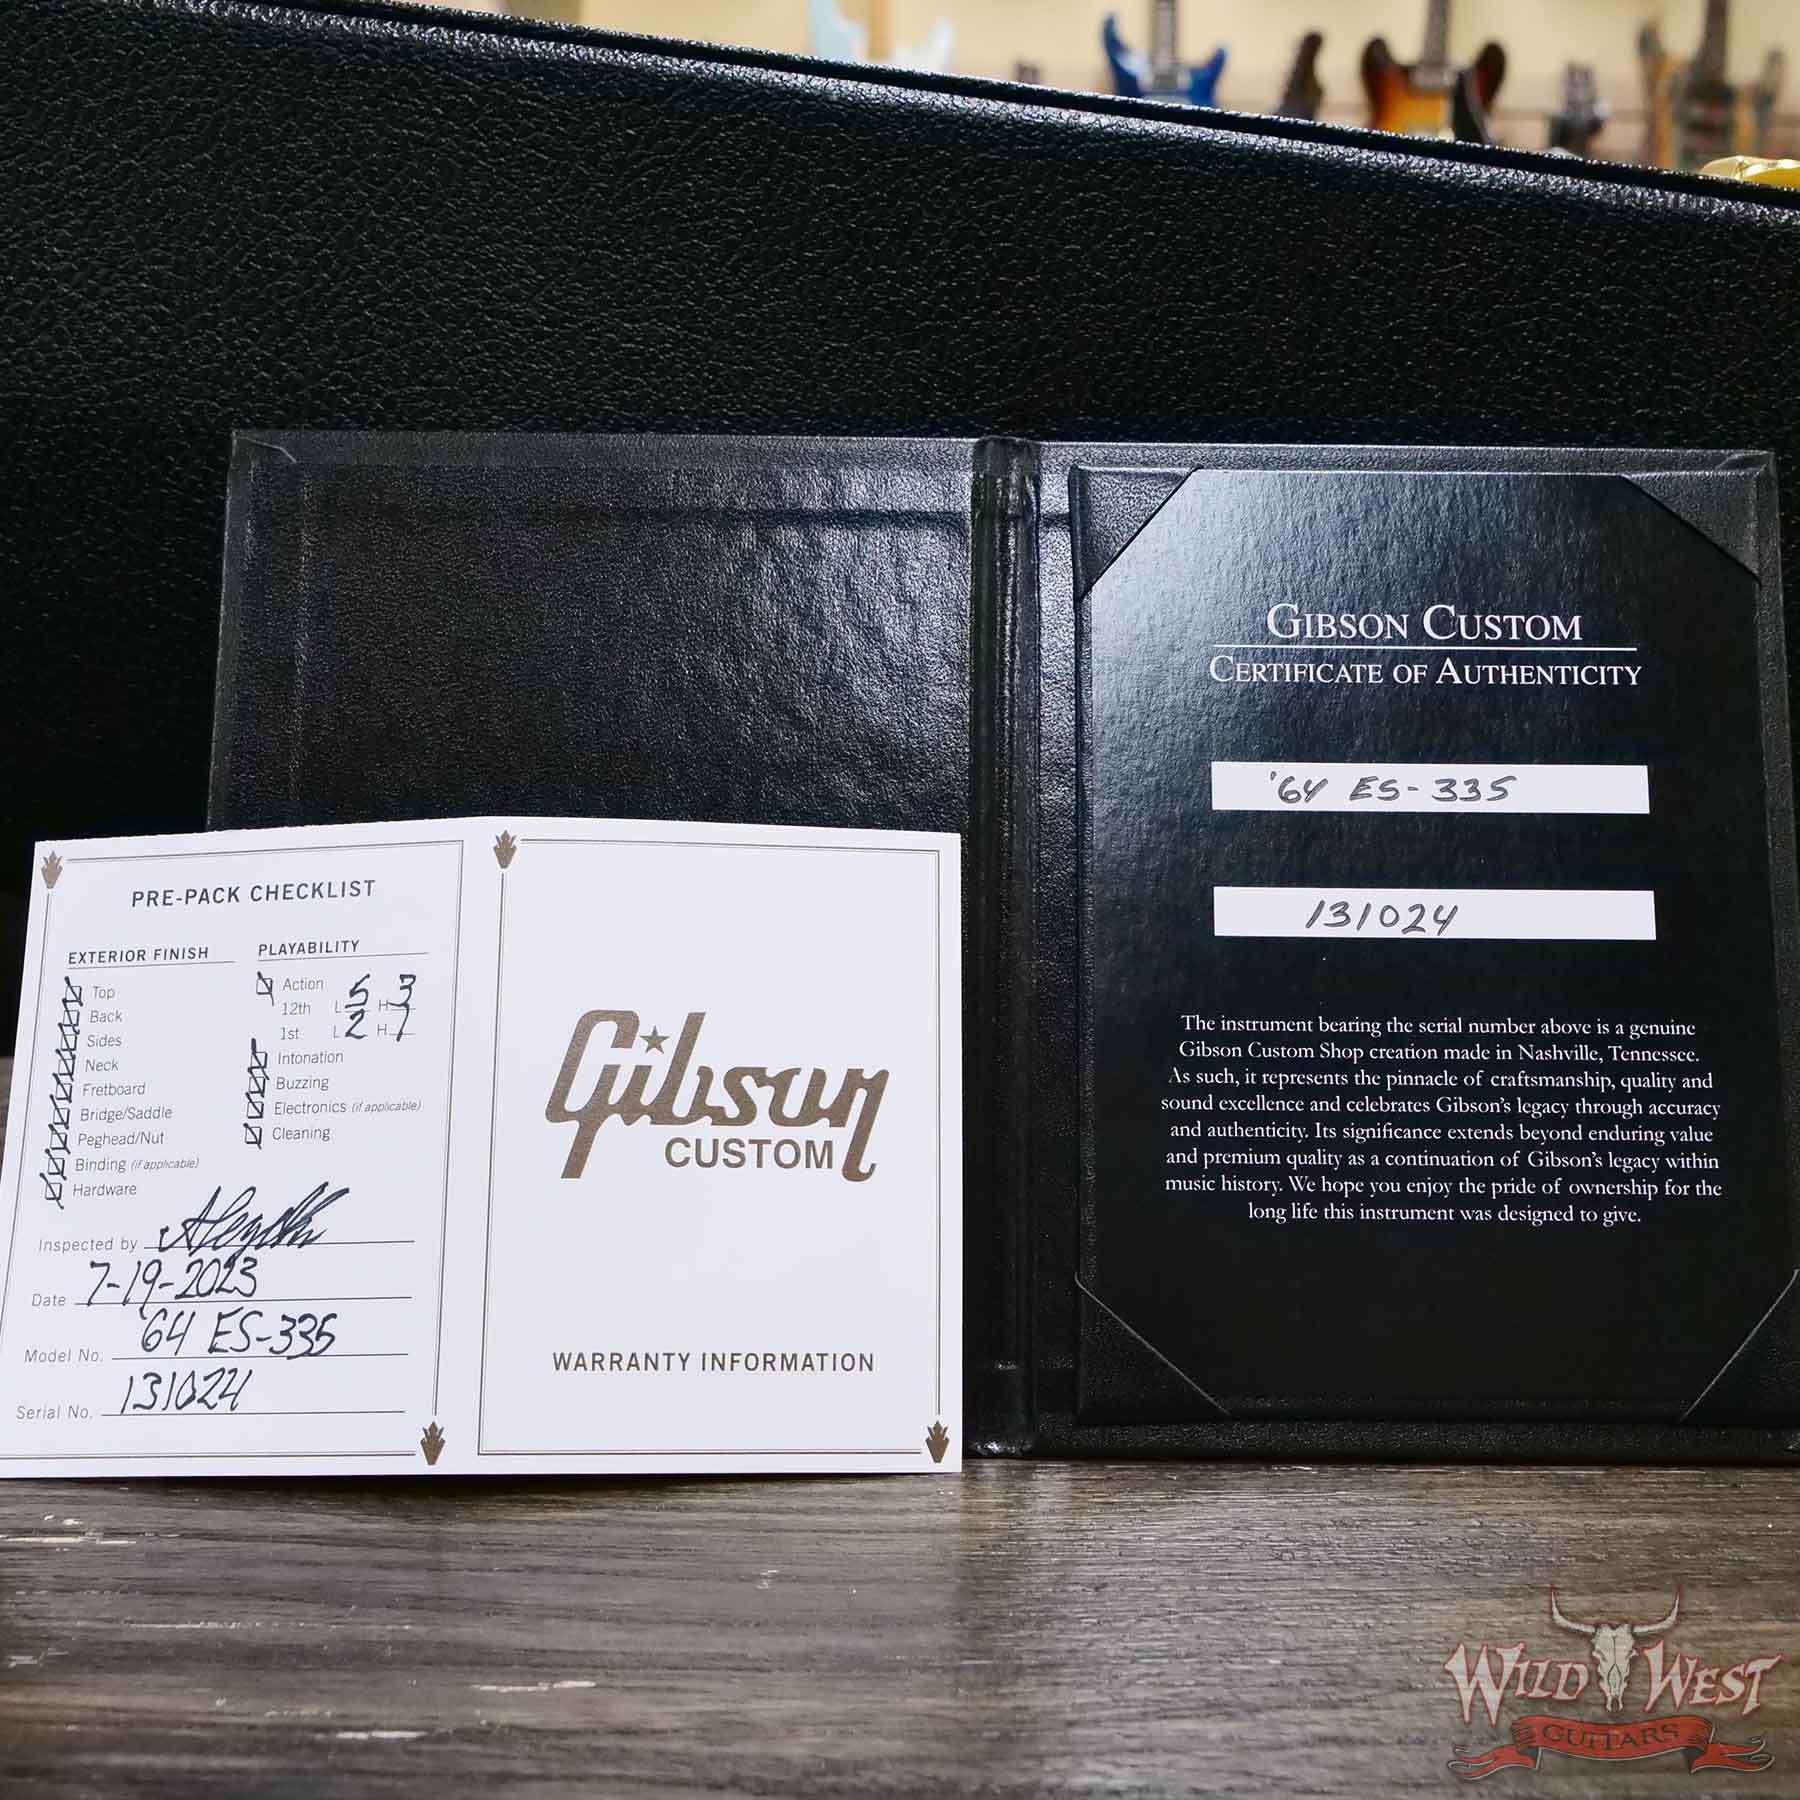 PRE-PACK CHECKLIST
EXTERIOR FINISH
Top
Back
Sides
Neck
Fretboard
Bridge/Saddle
Peghead/Nut
Binding (if applicable)
Hardware
PLAYABILITY
Action
12th L 5 H 3
1st L 2 H 1
Intonation
Buzzing
Electronics (if applicable)
Cleaning
Inspected by
Date 7-19-2023
Model No. '64 ES-335
Serial No. 131024
Gibson
CUSTOM
WARRANTY INFORMATION
GIBSON CUSTOM
CERTIFICATE OF AUTHENTICITY
'64 ES-335
131024
The instrument bearing the serial number above is a genuine
Gibson Custom Shop creation made in Nashville, Tennessee.
As such, it represents the pinnacle of craftsmanship, quality and
sound excellence and celebrates Gibson's legacy through accuracy
and authenticity. Its significance extends beyond enduring value
and premium quality as a continuation of Gibson's legacy within
music history. We hope you enjoy the pride of ownership for the
long life this instrument was designed to give.
WILD WEST
GUITARS